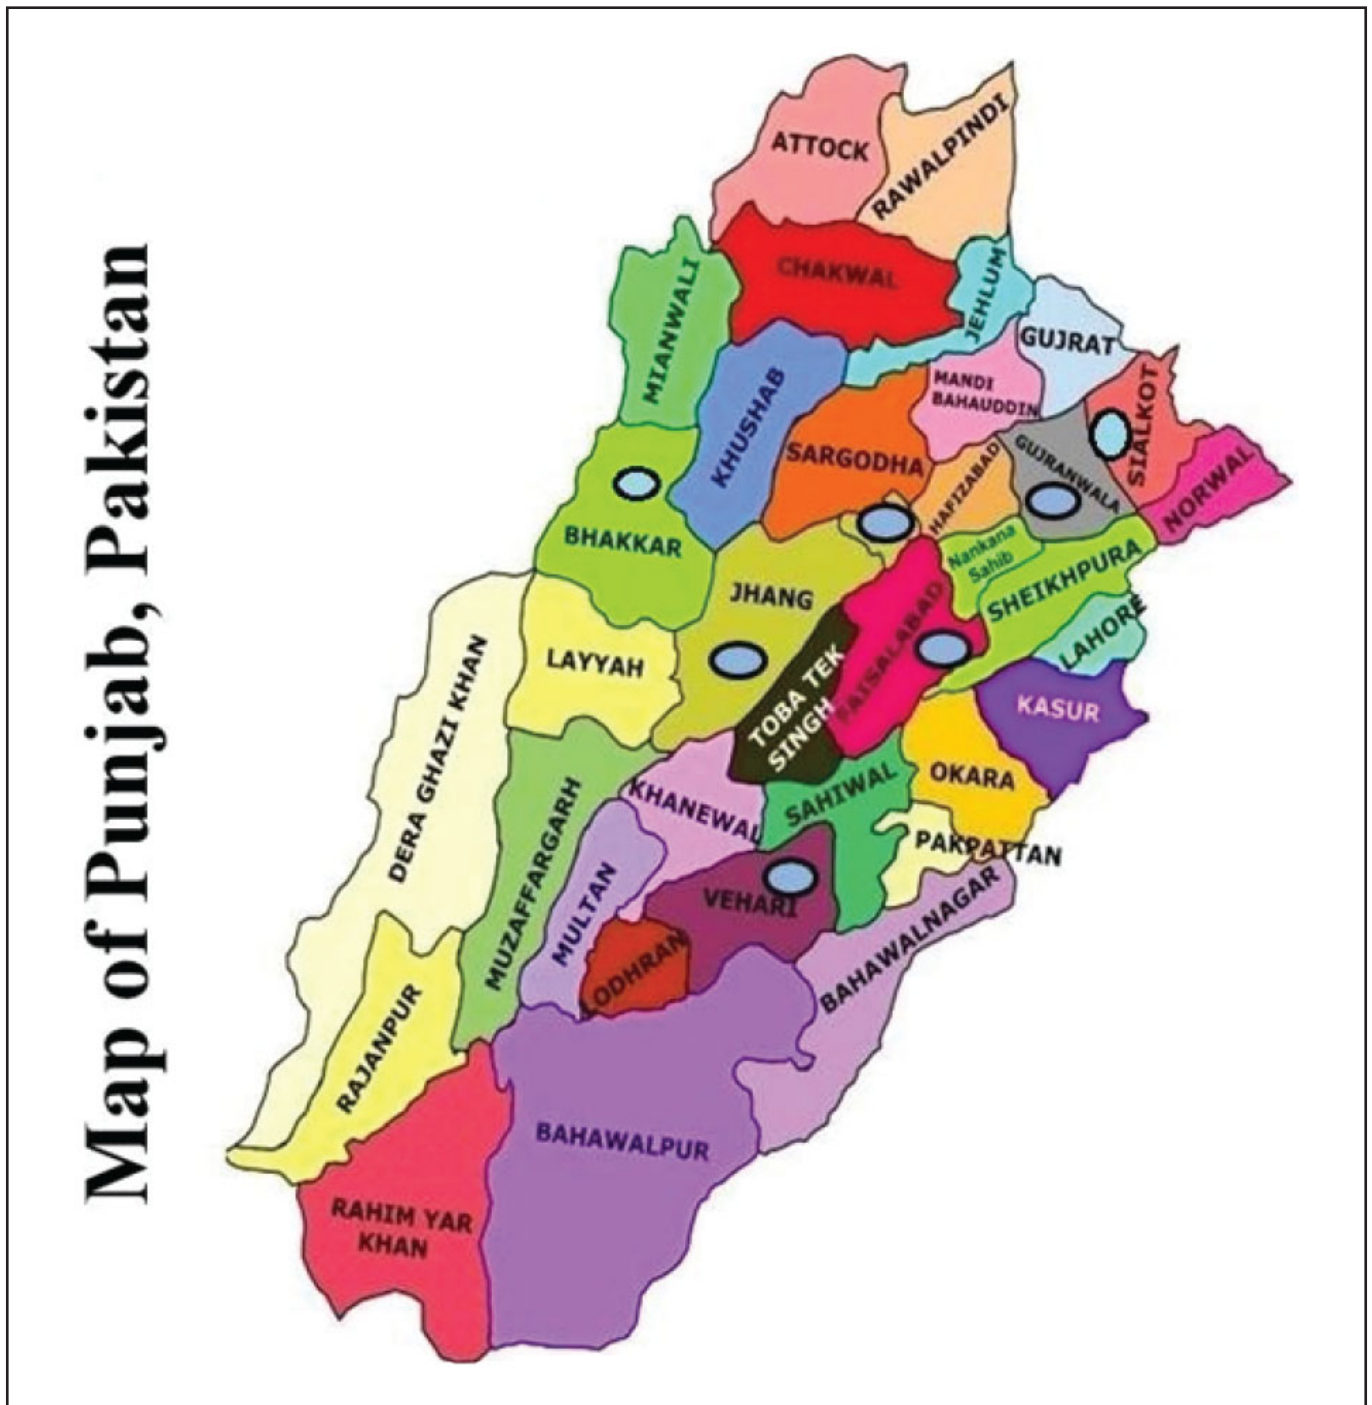 Map of Punjab, Pakistan
ATTOCK
RAWALPINDI
CHAKWAL
JEHLUM
MIANWALI
GUJRAT
KHUSHAB
MANDI
BAHAUDDIN
SIALKOT
SARGODHA
HAFIZABAD
GUJRANWALA
NORWAL
BHAKKAR
Nankana
Sahib
SHEIKHPURA
JHANG
LAHORE
FAISALABAD
LAYYAH
TOBA TEK
SINGH
KASUR
DERA GHAZI KHAN
OKARA
KHANEWAL
SAHIWAL
MUZAFFARGARH
PAKPATTAN
MULTAN
VEHARI
BAHAWALNAGAR
LODHRAN
RAJANPUR
BAHAWALPUR
RAHIM YAR
KHAN